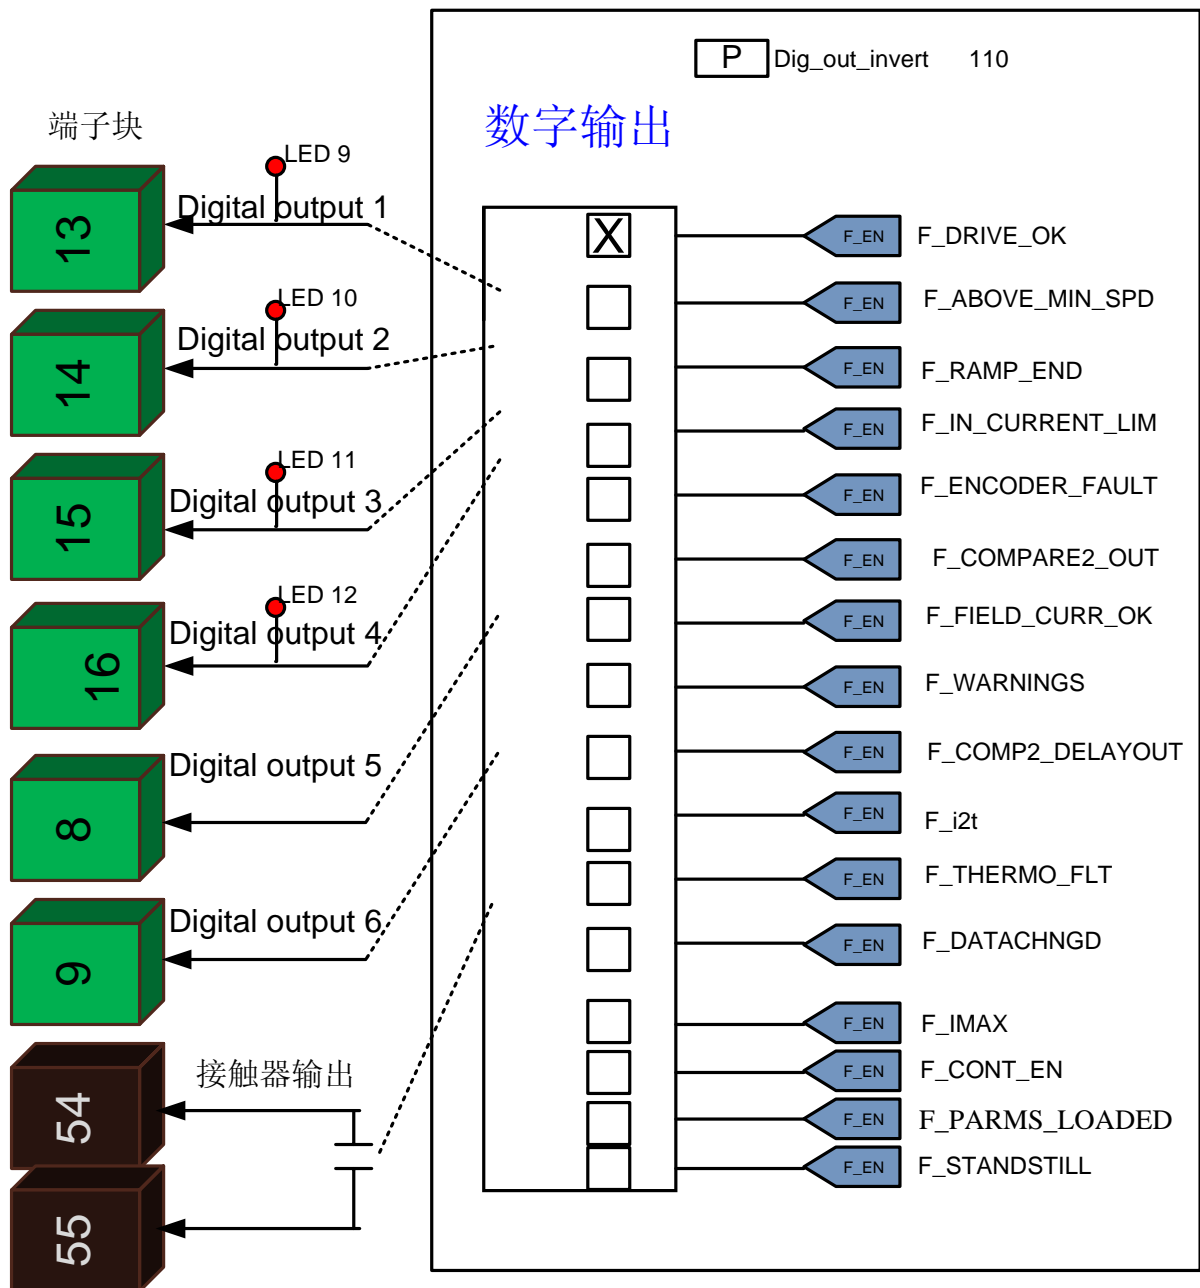 P Dig_out_invert 110
数字输出
端子块
LED 9
Digital output 1
13
LED 10
Digital output 2
14
LED 11
Digital output 3
15
LED 12
Digital output 4
16
Digital output 5
8
Digital output 6
9
接触器输出
54
55
X F_EN F_DRIVE_OK
F_EN F_ABOVE_MIN_SPD
F_EN F_RAMP_END
F_EN F_IN_CURRENT_LIM
F_EN F_ENCODER_FAULT
F_EN F_COMPARE2_OUT
F_EN F_FIELD_CURR_OK
F_EN F_WARNINGS
F_EN F_COMP2_DELAYOUT
F_EN F_i2t
F_EN F_THERMO_FLT
F_EN F_DATACHNGD
F_EN F_IMAX
F_EN F_CONT_EN
F_EN F_PARMS_LOADED
F_EN F_STANDSTILL